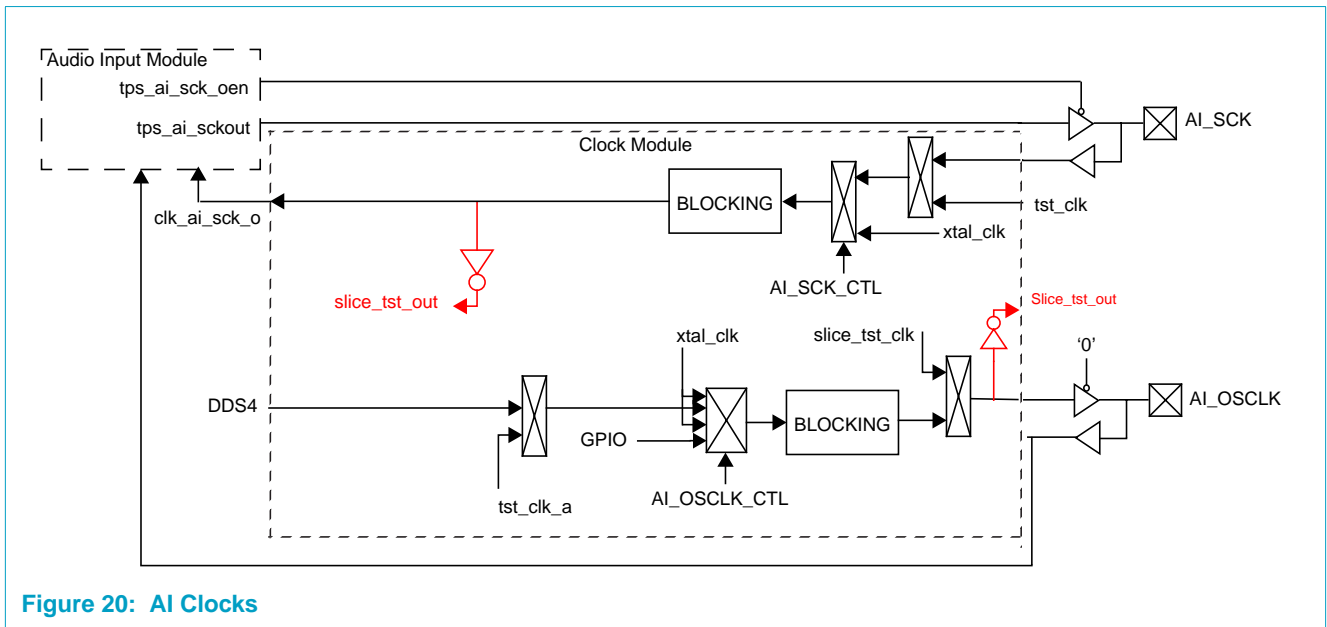 Audio Input Module
tps_ai_sck_oen
tps_ai_sckout
AI_SCK
Clock Module
BLOCKING
tst_clk
clk_ai_sck_o
xtal_clk
AI_SCK_CTL
slice_tst_out
Slice_tst_out
xtal_clk
slice_tst_clk
‘0’
DDS4
AI_OSCLK
BLOCKING
GPIO
tst_clk_a
AI_OSCLK_CTL
Figure 20: AI Clocks